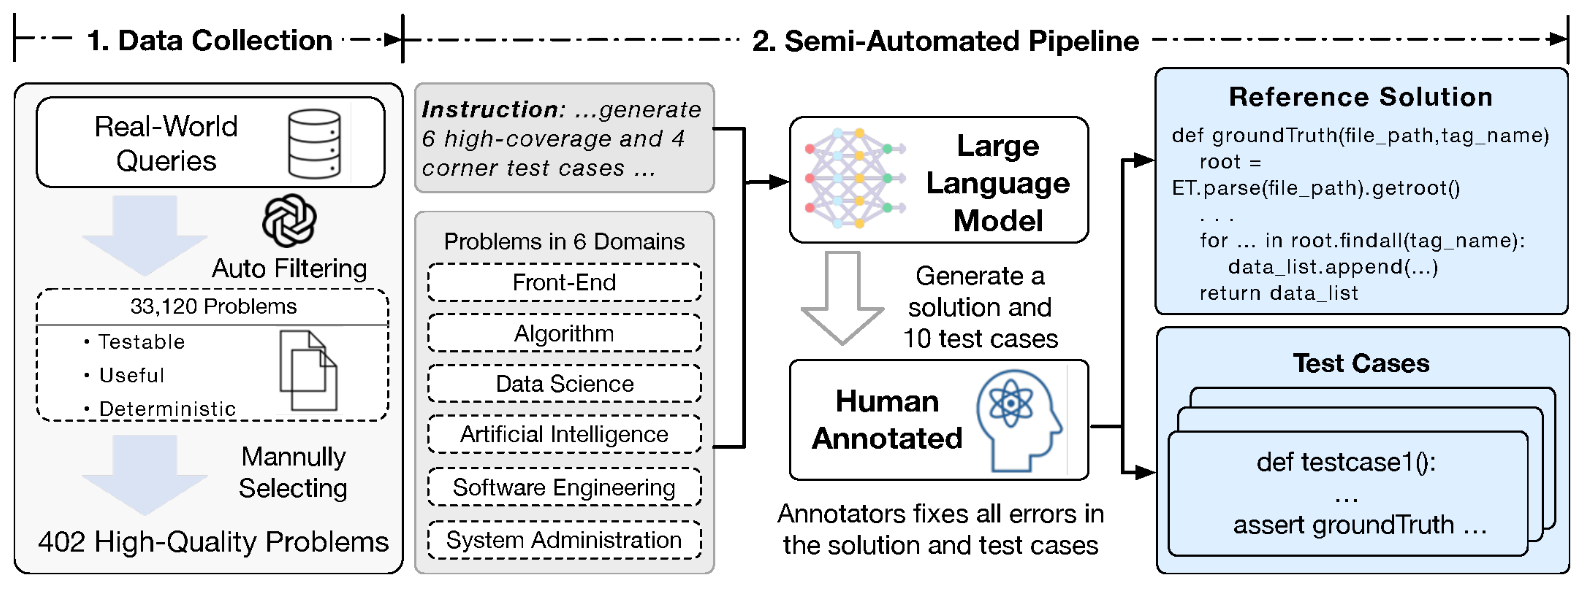 1. Data Collection
2. Semi-Automated Pipeline
Real-World
Queries
Auto Filtering
33,120 Problems
• Testable
• Useful
• Deterministic
Mannully
Selecting
402 High-Quality Problems
Instruction: ...generate
6 high-coverage and 4
corner test cases ...
Problems in 6 Domains
Front-End
Algorithm
Data Science
Artificial Intelligence
Software Engineering
System Administration
Large
Language
Model
Generate a
solution and
10 test cases
Human
Annotated
Annotators fixes all errors in
the solution and test cases
Reference Solution
def groundTruth(file_path,tag_name)
root =
ET.parse(file_path).getroot()
. . .
for ... in root.findall(tag_name):
data_list.append(...)
return data_list
Test Cases
def testcase1():
...
assert groundTruth ...